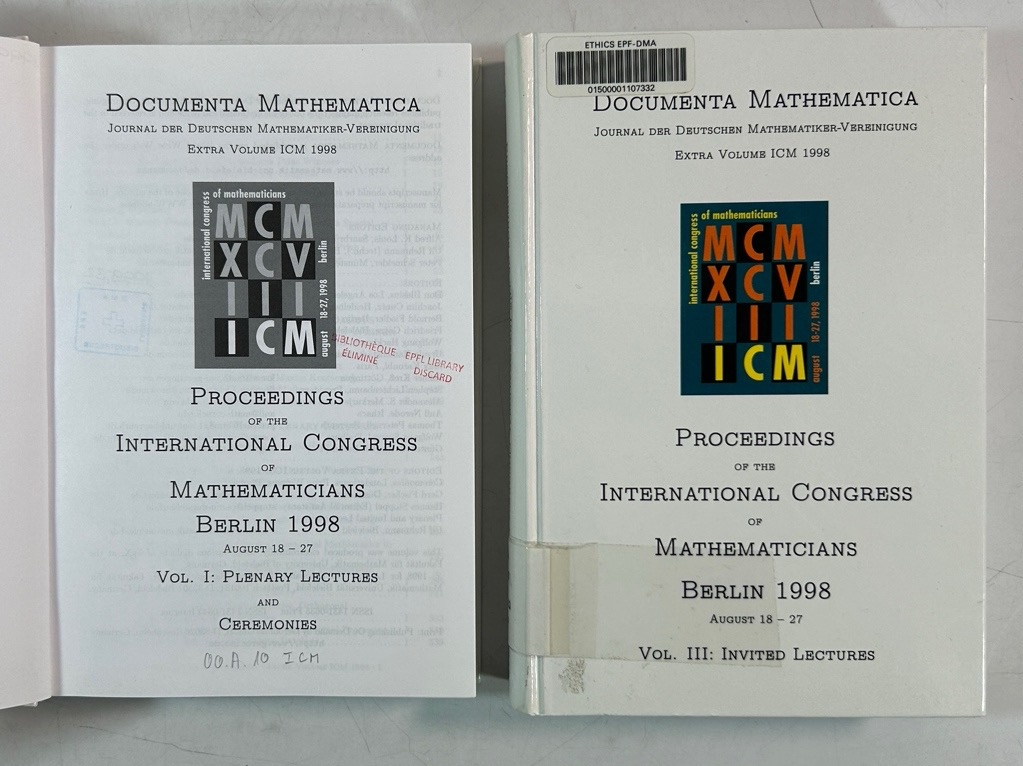 DOCUMENTA MATHEMATICA
JOURNAL DER DEUTSCHEN MATHEMATIKER-VEREINIGUNG
EXTRA VOLUME ICM 1998
international congress
of mathematicians
MCM
XCV
III
ICM
august 18-27, 1998 berlin
BIBLIOTHÈQUE EPFL LIBRARY
ÉLIMINÉ DISCARD
PROCEEDINGS
OF THE
INTERNATIONAL CONGRESS
OF
MATHEMATICIANS
BERLIN 1998
AUGUST 18 – 27
VOL. I: PLENARY LECTURES
AND
CEREMONIES
00.A.10 ICM
ETHICS EPF-DMA
01500001107332
DOCUMENTA MATHEMATICA
JOURNAL DER DEUTSCHEN MATHEMATIKER-VEREINIGUNG
EXTRA VOLUME ICM 1998
international congress
of mathematicians
MCM
XCV
III
ICM
august 18-27, 1998 berlin
PROCEEDINGS
OF THE
INTERNATIONAL CONGRESS
OF
MATHEMATICIANS
BERLIN 1998
AUGUST 18 – 27
VOL. III: INVITED LECTURES